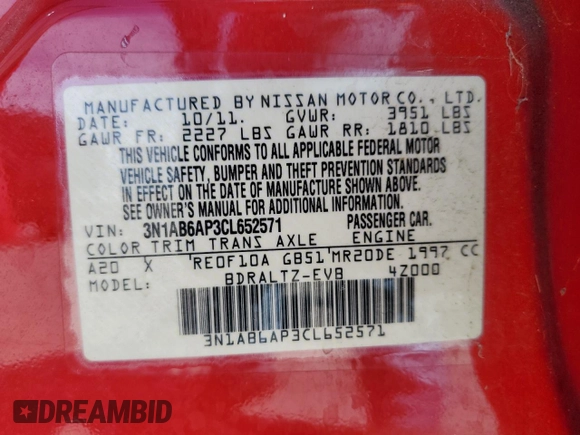 MANUFACTURED BY NISSAN MOTOR CO., LTD.
DATE: 10/11. GVWR: 3951 LBS
GAWR FR: 2227 LBS GAWR RR: 1810 LBS
THIS VEHICLE CONFORMS TO ALL APPLICABLE FEDERAL MOTOR
VEHICLE SAFETY, BUMPER AND THEFT PREVENTION STANDARDS
IN EFFECT ON THE DATE OF MANUFACTURE SHOWN ABOVE.
SEE OWNER'S MANUAL FOR ADDITIONAL INFORMATION.
VIN: 3N1AB6AP3CL652571 PASSENGER CAR.
COLOR TRIM TRANS AXLE ENGINE
A20 X RE0F10A GB51 MR20DE 1997 CC
MODEL: BDRALTZ-EVB 4Z000
3N1AB6AP3CL652571
DREAMBID